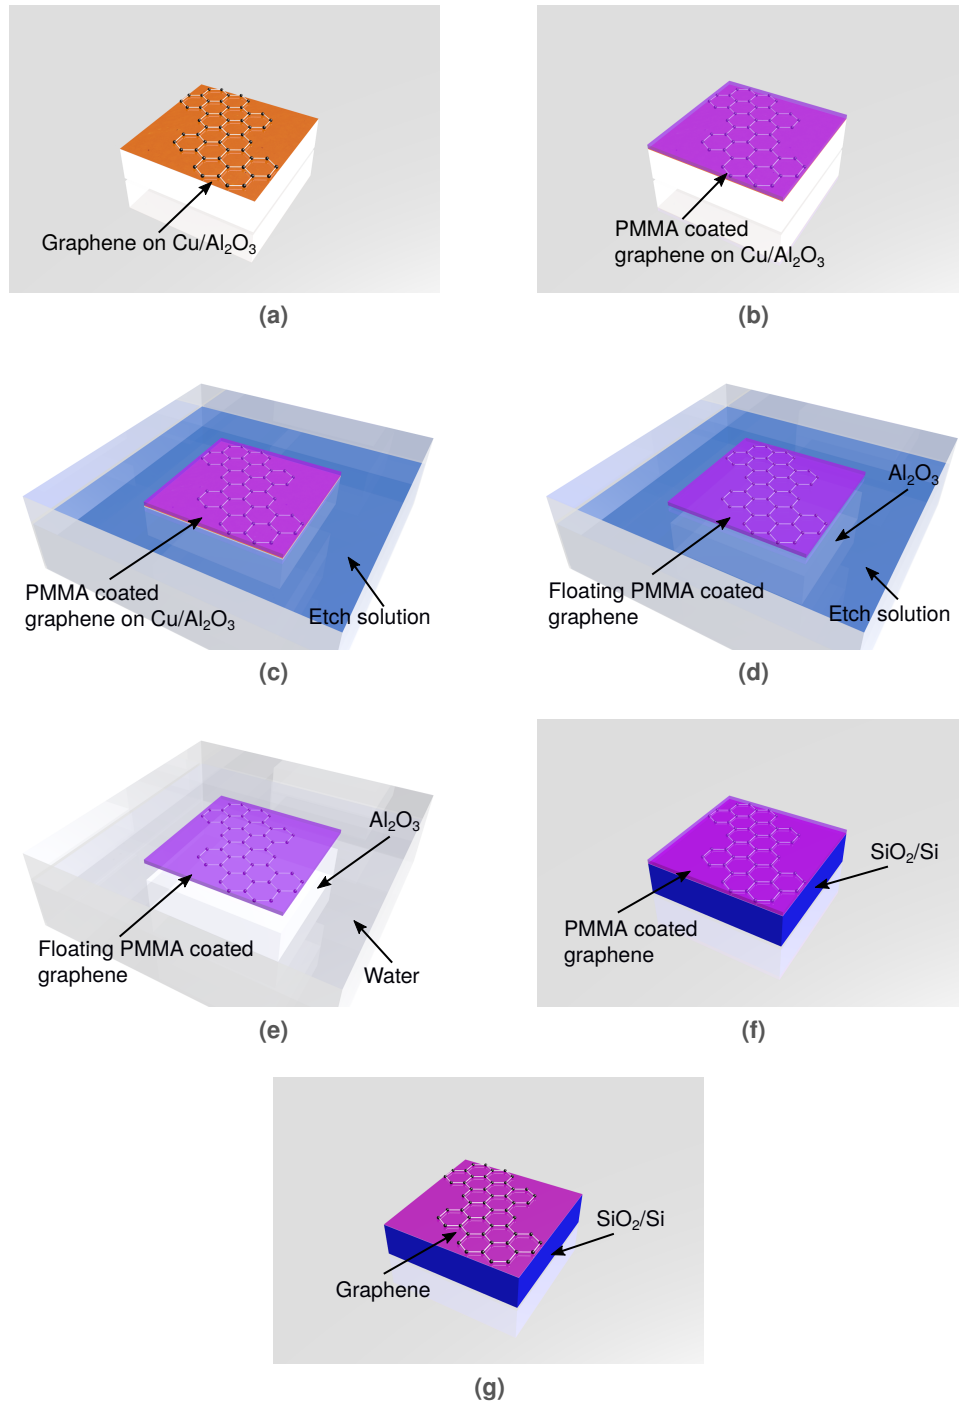 Graphene on Cu/Al₂O₃
(a)
PMMA coated
graphene on Cu/Al₂O₃
(b)
PMMA coated
graphene on Cu/Al₂O₃
Etch solution
(c)
Al₂O₃
Floating PMMA coated
graphene
Etch solution
(d)
Al₂O₃
Floating PMMA coated
graphene
Water
(e)
SiO₂/Si
PMMA coated
graphene
(f)
SiO₂/Si
Graphene
(g)